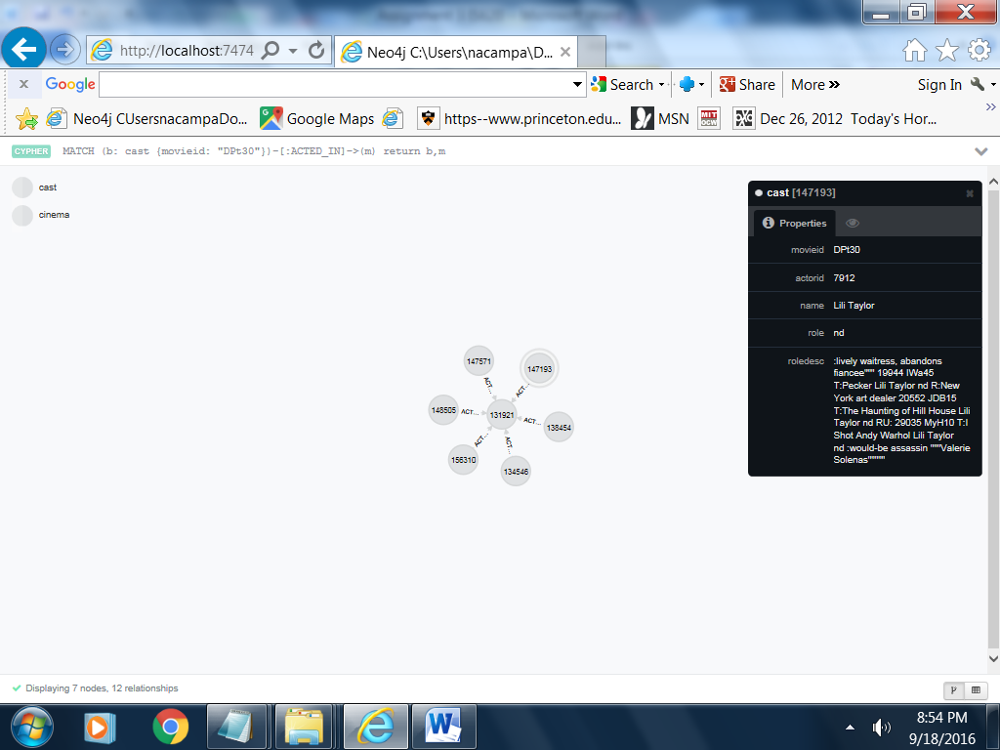 http://localhost:7474
Neo4j C:\Users\nacampa\D...
x Google Search Share More » Sign In
Neo4j CUsersnacampaDo... Google Maps https--www.princeton.edu... MSN MIT OCW Dec 26, 2012 Today's Hor...
CYPHER MATCH (b: cast {movieid: "DPt30"})-[:ACTED_IN]->(m) return b,m
cast
cinema
cast [147193]
Properties
movieid DPt30
actorid 7912
name Lili Taylor
role nd
roledesc :lively waitress, abandons
fiancee""" 19944 IWa45
T:Pecker Lili Taylor nd R:New
York art dealer 20552 JDB15
T:The Haunting of Hill House Lili
Taylor nd RU: 29035 MyH10 T:I
Shot Andy Warhol Lili Taylor
nd :would-be assassin """Valerie
Solenas"""""
147571
147193
ACT...
ACT...
148505
ACT...
131921
ACT...
138454
ACT...
ACT...
156310
134546
Displaying 7 nodes, 12 relationships
8:54 PM
9/18/2016